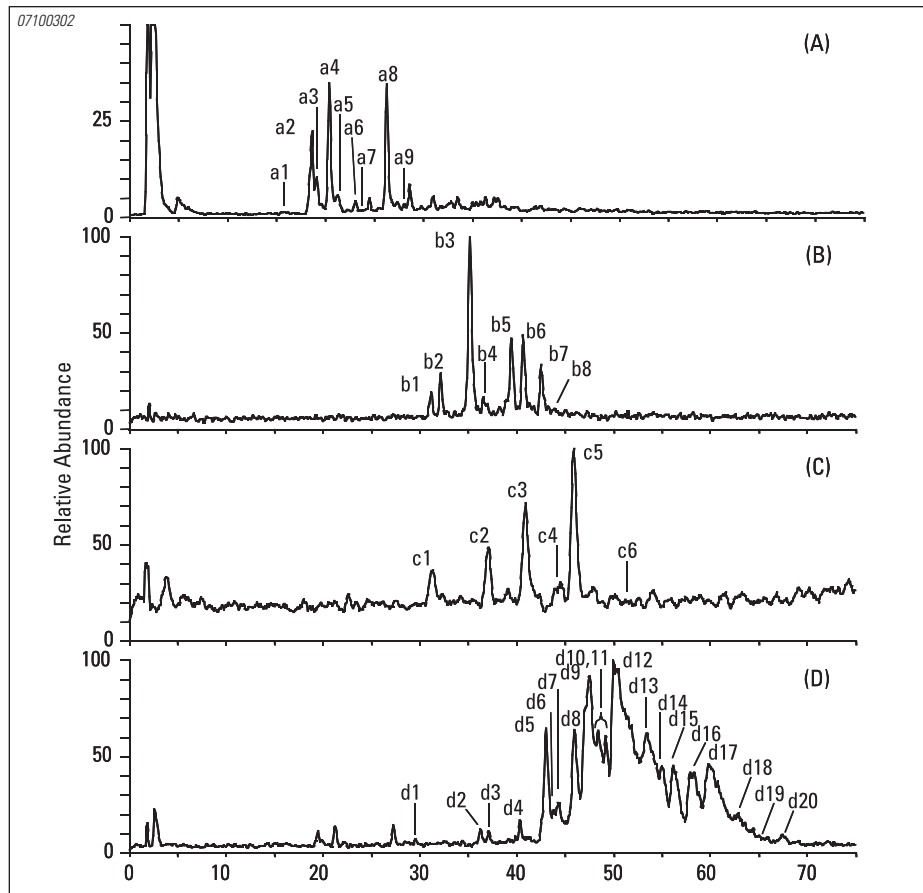 07100302
(A)
a4
a8
a3
a5
a2
a6
a7
a9
a1
25
0
100
b3
(B)
50
b5
b6
b4
b7
b2
b8
b1
0
Relative Abundance
100
c5
(C)
c3
50
c2
c4
c6
c1
0
100
d10,11
d12
(D)
d9
d7
d13
d6
d14
d5
d8
d15
d16
50
d17
d18
d1
d3
d19
d2
d4
d20
0
0 10 20 30 40 50 60 70